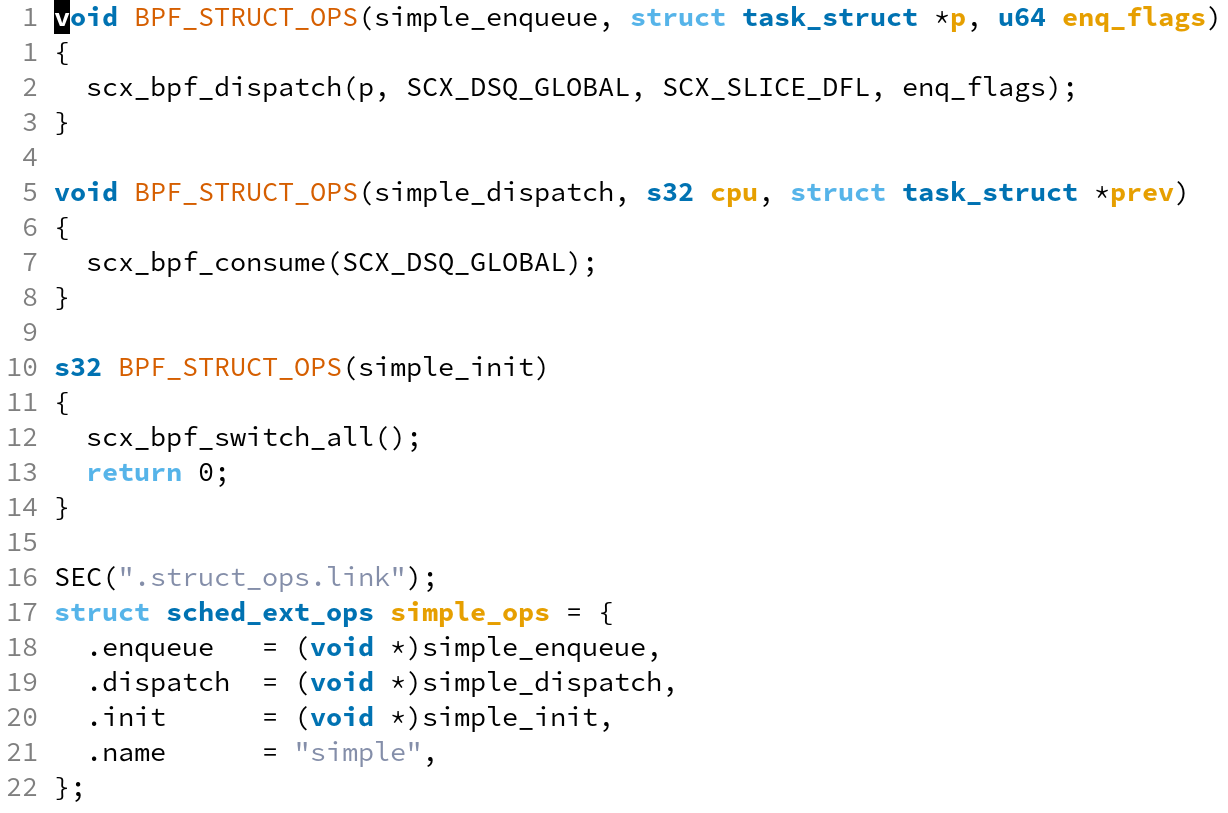 1 void BPF_STRUCT_OPS(simple_enqueue, struct task_struct *p, u64 enq_flags)
1 {
2   scx_bpf_dispatch(p, SCX_DSQ_GLOBAL, SCX_SLICE_DFL, enq_flags);
3 }
4
5 void BPF_STRUCT_OPS(simple_dispatch, s32 cpu, struct task_struct *prev)
6 {
7   scx_bpf_consume(SCX_DSQ_GLOBAL);
8 }
9
10 s32 BPF_STRUCT_OPS(simple_init)
11 {
12   scx_bpf_switch_all();
13   return 0;
14 }
15
16 SEC(".struct_ops.link");
17 struct sched_ext_ops simple_ops = {
18   .enqueue   = (void *)simple_enqueue,
19   .dispatch  = (void *)simple_dispatch,
20   .init      = (void *)simple_init,
21   .name      = "simple",
22 };